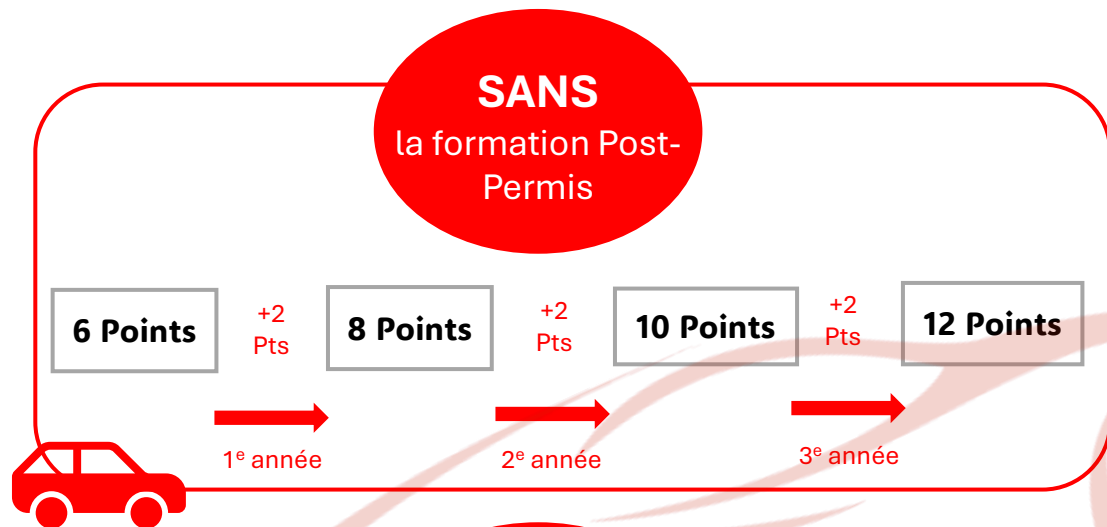 SANS
la formation Post-
Permis
6 Points
+2
Pts
8 Points
+2
Pts
10 Points
+2
Pts
12 Points
1e année
2e année
3e année